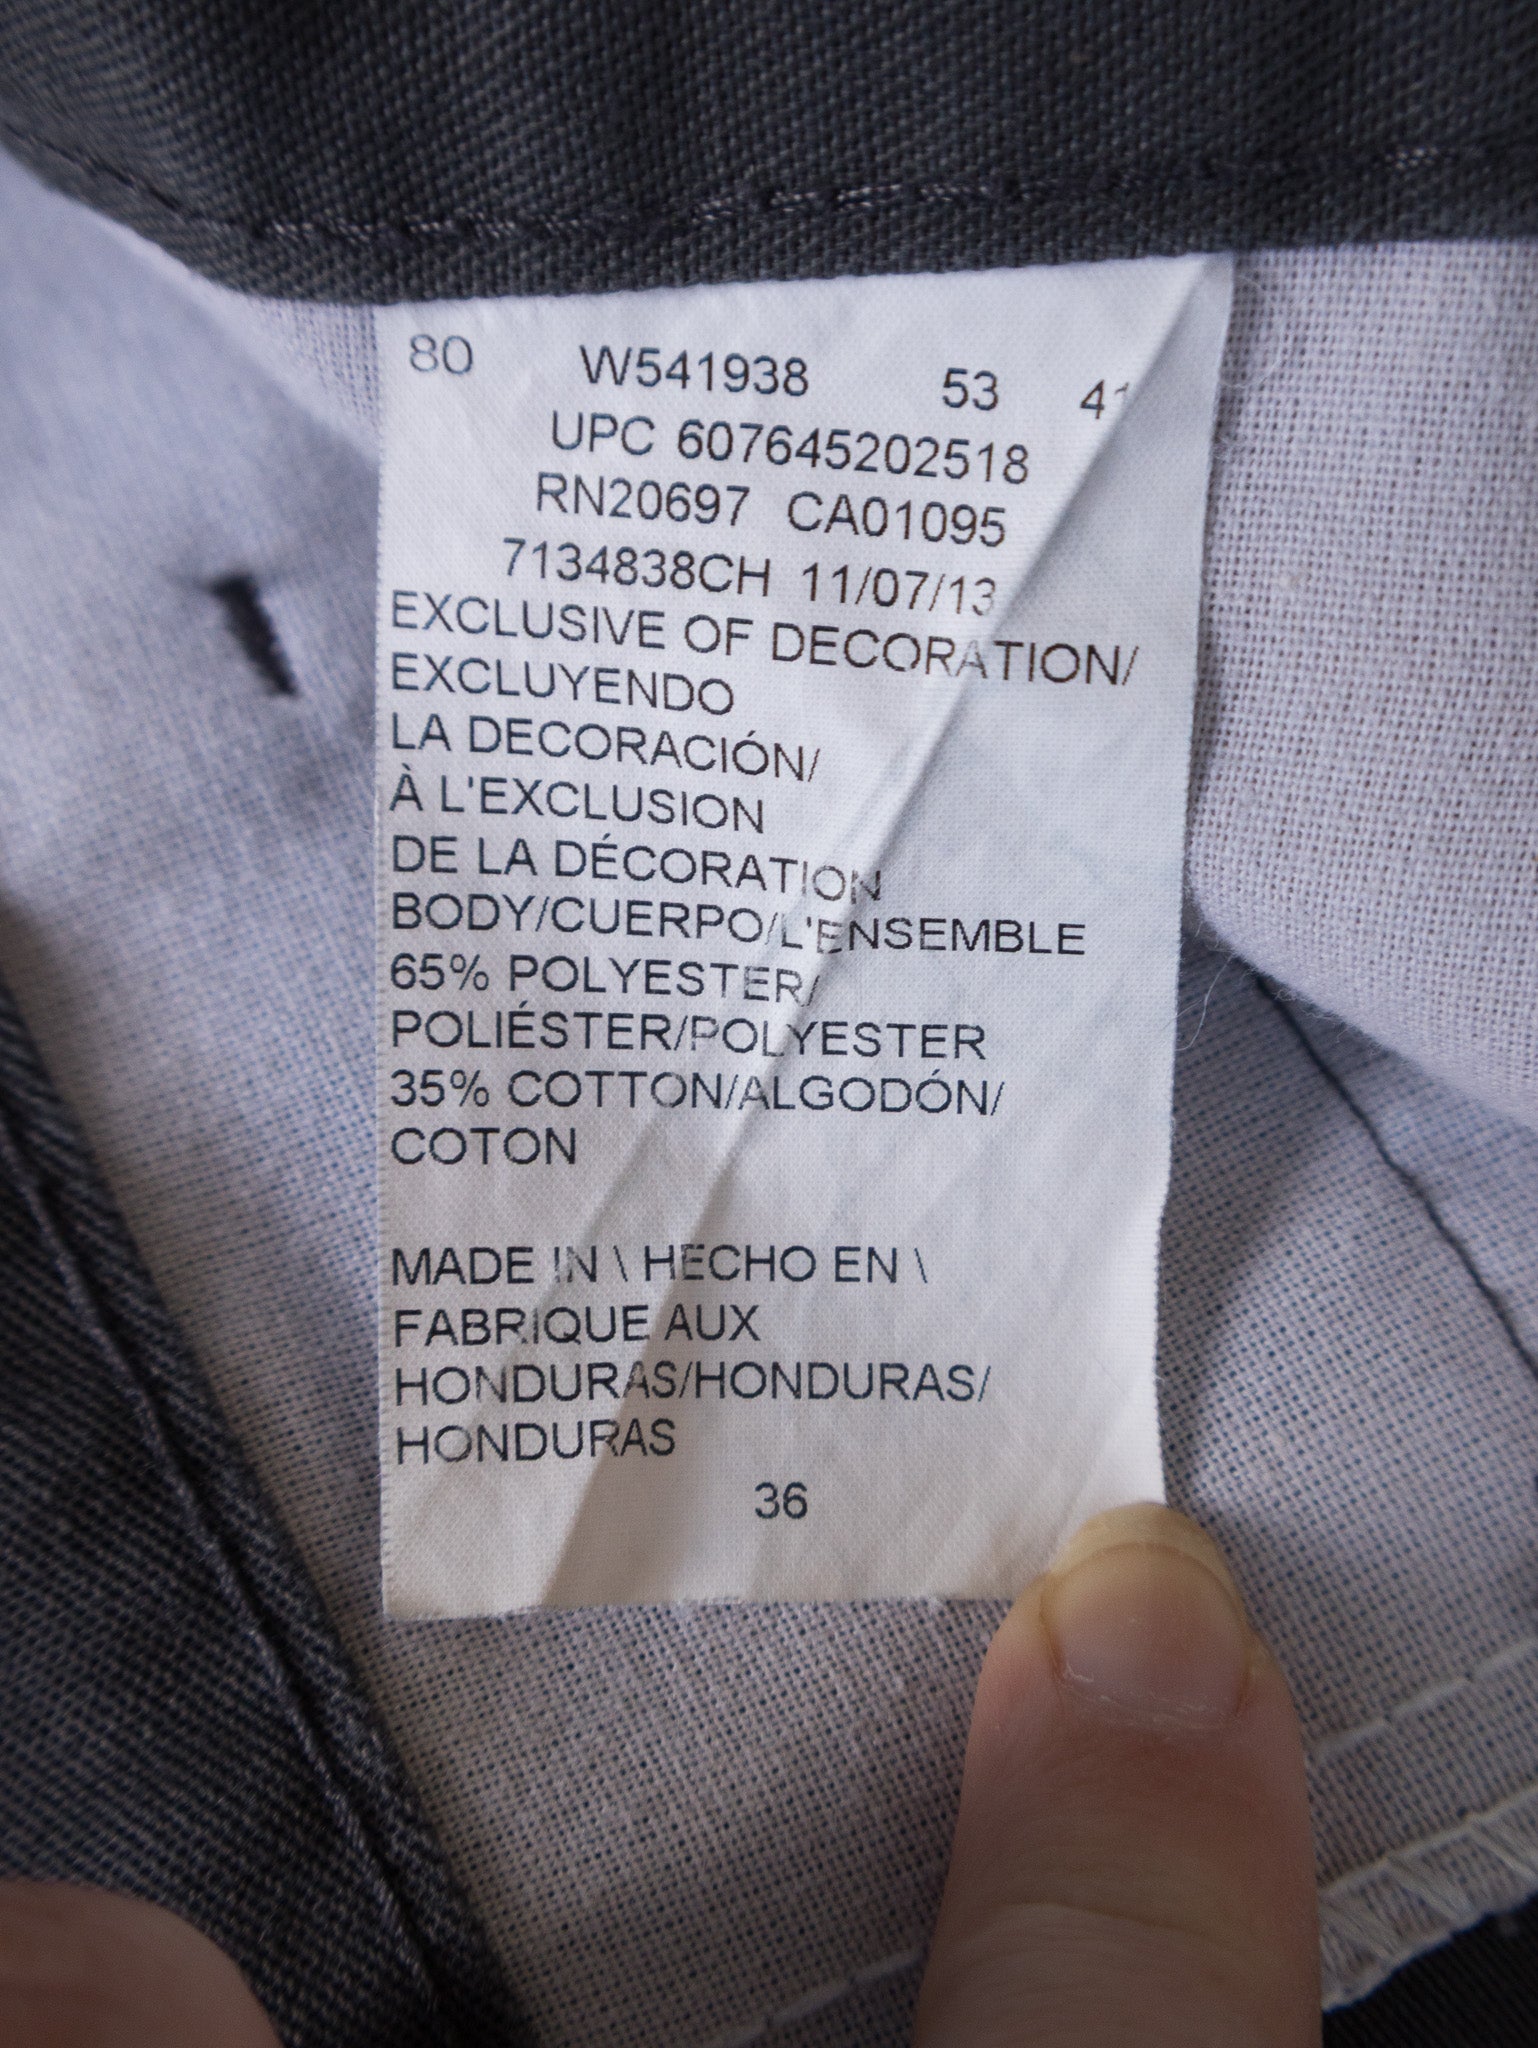 80 W541938 53
UPC 607645202518
RN20697 CA01095
7134838CH 11/07/13
EXCLUSIVE OF DECORATION/
EXCLUYENDO
LA DECORACIÓN/
À L'EXCLUSION
DE LA DÉCORATION
BODY/CUERPO/L'ENSEMBLE
65% POLYESTER/
POLIÉSTER/POLYESTER
35% COTTON/ALGODÓN/
COTON
MADE IN \ HECHO EN \
FABRIQUE AUX
HONDURAS/HONDURAS/
HONDURAS
36